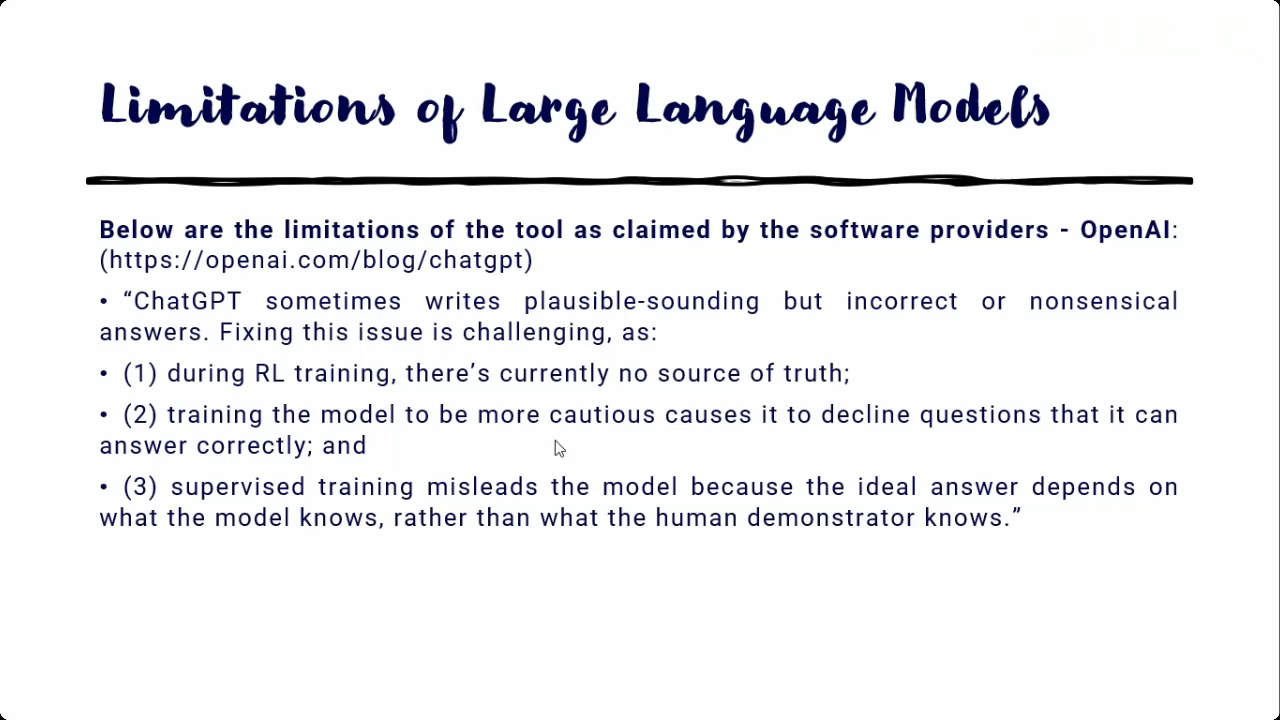 Limitations of Large Language Models
Below are the limitations of the tool as claimed by the software providers - OpenAI:
(https://openai.com/blog/chatgpt)
• “ChatGPT sometimes writes plausible-sounding but incorrect or nonsensical
answers. Fixing this issue is challenging, as:
• (1) during RL training, there’s currently no source of truth;
• (2) training the model to be more cautious causes it to decline questions that it can
answer correctly; and
• (3) supervised training misleads the model because the ideal answer depends on
what the model knows, rather than what the human demonstrator knows.”